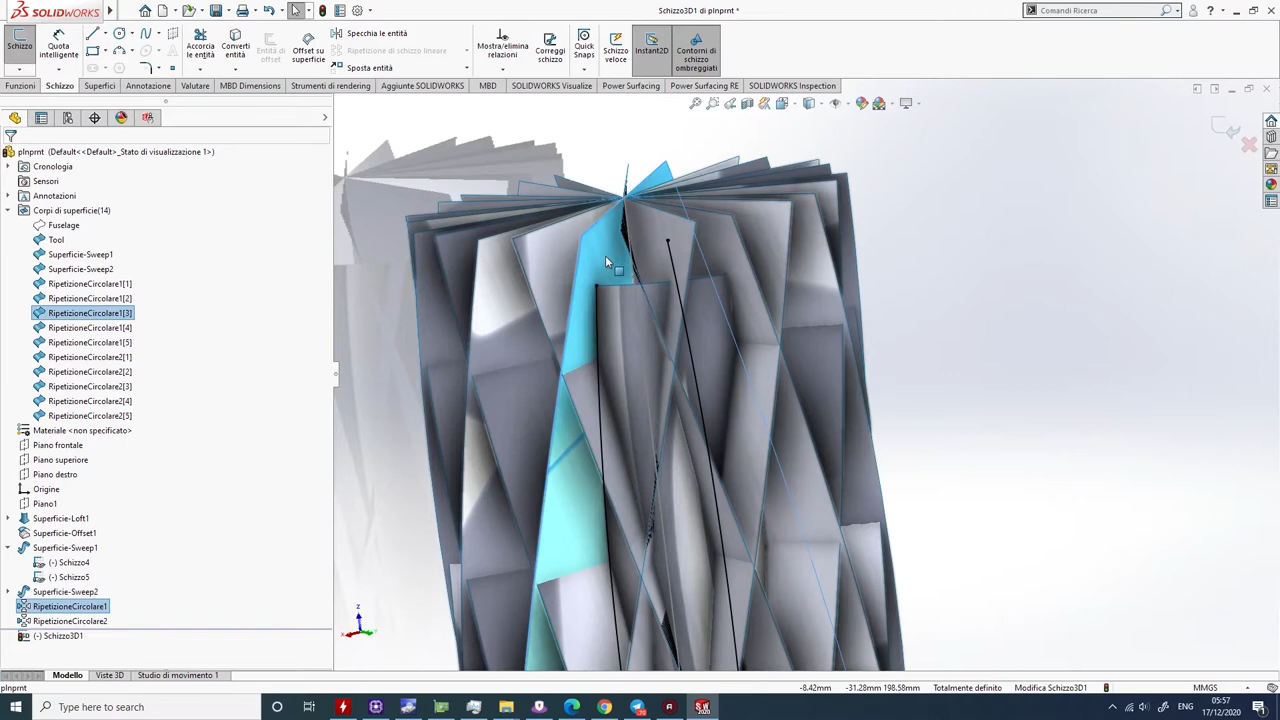 SOLIDWORKS
Schizzo3D1 di pInprnt *
Comandi Ricerca
Schizzo
Quota intelligente
Accorcia le entità
Converti entità
Entità di offset
Offset su superficie
Specchia le entità
Ripetizione di schizzo lineare
Sposta entità
Mostra/elimina relazioni
Correggi schizzo
Quick Snaps
Schizzo veloce
Instant2D
Contorni di schizzo ombreggiati
Funzioni
Schizzo
Superfici
Annotazione
Valutare
MBD Dimensions
Strumenti di rendering
Aggiunte SOLIDWORKS
MBD
SOLIDWORKS Visualize
Power Surfacing
Power Surfacing RE
SOLIDWORKS Inspection
pInprnt (Default<<Default>_Stato di visualizzazione 1>)
Cronologia
Sensori
Annotazioni
Corpi di superficie(14)
Fuselage
Tool
Superficie-Sweep1
Superficie-Sweep2
RipetizioneCircolare1[1]
RipetizioneCircolare1[2]
RipetizioneCircolare1[3]
RipetizioneCircolare1[4]
RipetizioneCircolare1[5]
RipetizioneCircolare2[1]
RipetizioneCircolare2[2]
RipetizioneCircolare2[3]
RipetizioneCircolare2[4]
RipetizioneCircolare2[5]
Materiale <non specificato>
Piano frontale
Piano superiore
Piano destro
Origine
Piano1
Superficie-Loft1
Superficie-Offset1
Superficie-Sweep1
(-) Schizzo4
(-) Schizzo5
Superficie-Sweep2
RipetizioneCircolare1
RipetizioneCircolare2
(-) Schizzo3D1
z
x
y
Modello
Viste 3D
Studio di movimento 1
pInprnt
-8.42mm
-31.28mm 198.58mm
Totalmente definito
Modifica Schizzo3D1
MMGS
Type here to search
ENG
05:57
17/12/2020